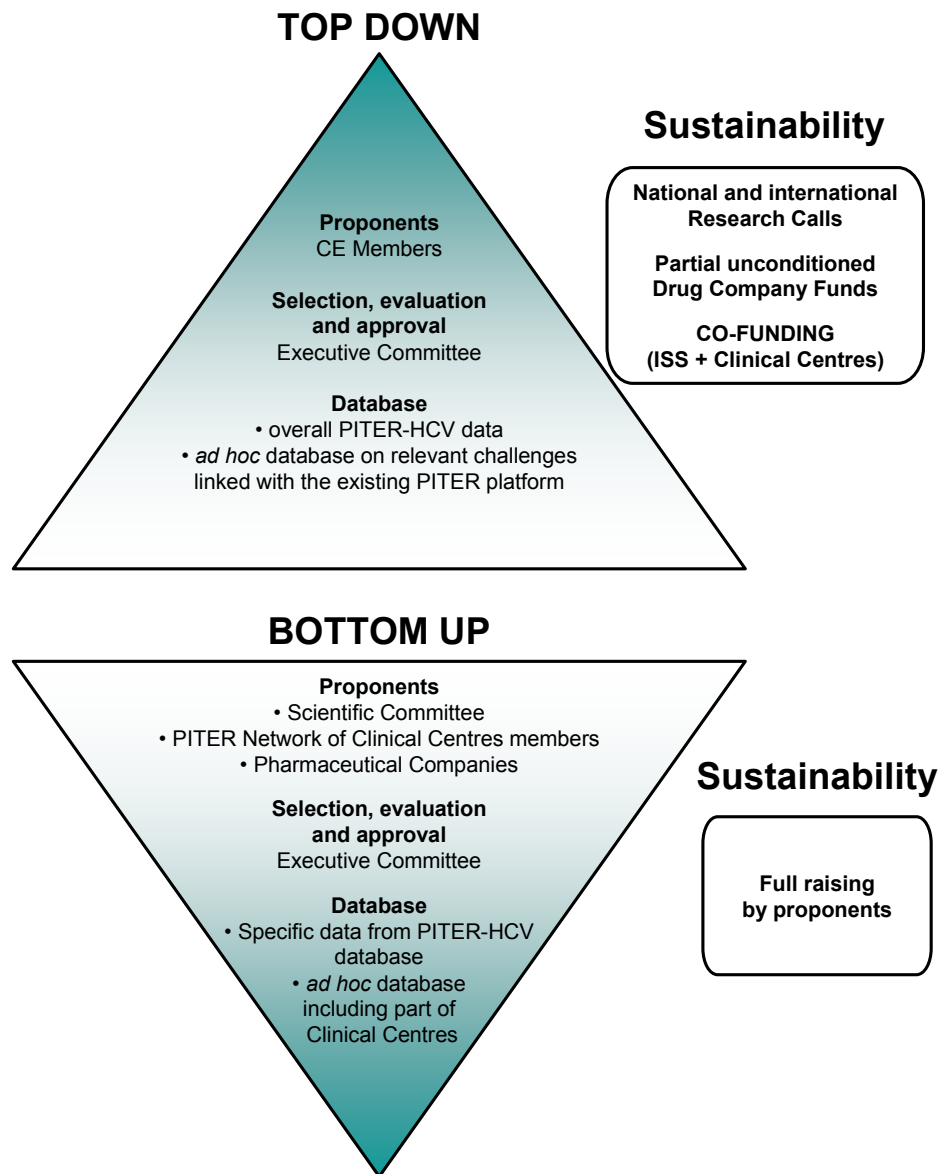 TOP DOWN
Proponents
CE Members
Selection, evaluation
and approval
Executive Committee
Database
• overall PITER-HCV data
• ad hoc database on relevant challenges
linked with the existing PITER platform
Sustainability
National and international
Research Calls
Partial unconditioned
Drug Company Funds
CO-FUNDING
(ISS + Clinical Centres)
BOTTOM UP
Proponents
• Scientific Committee
• PITER Network of Clinical Centres members
• Pharmaceutical Companies
Selection, evaluation
and approval
Executive Committee
Database
• Specific data from PITER-HCV
database
• ad hoc database
including part of
Clinical Centres
Sustainability
Full raising
by proponents